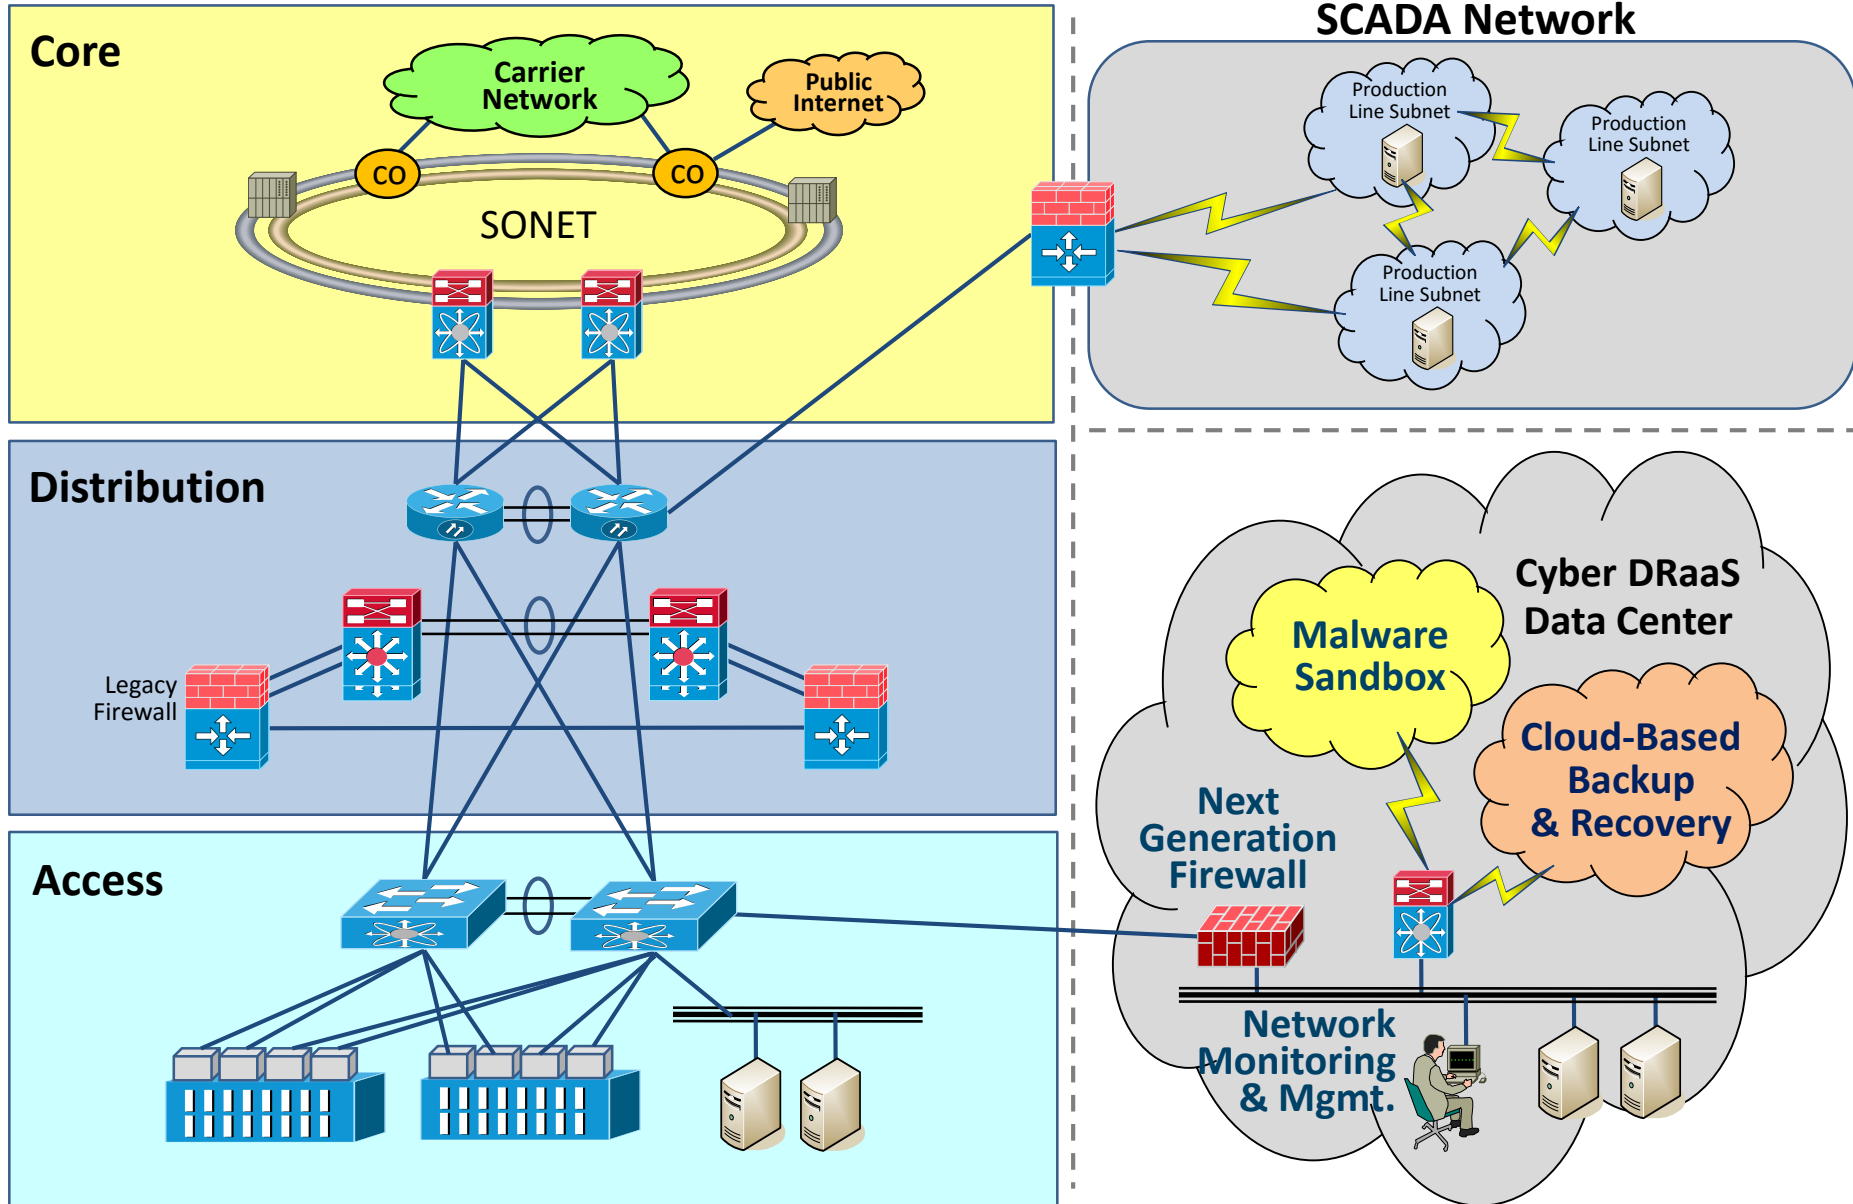 Core
Carrier
Network
Public
Internet
CO
CO
SONET
SCADA Network
Production
Line Subnet
Production
Line Subnet
Production
Line Subnet
Distribution
Legacy
Firewall
Access
Cyber DRaaS
Data Center
Malware
Sandbox
Cloud-Based
Backup
& Recovery
Next
Generation
Firewall
Network
Monitoring
& Mgmt.